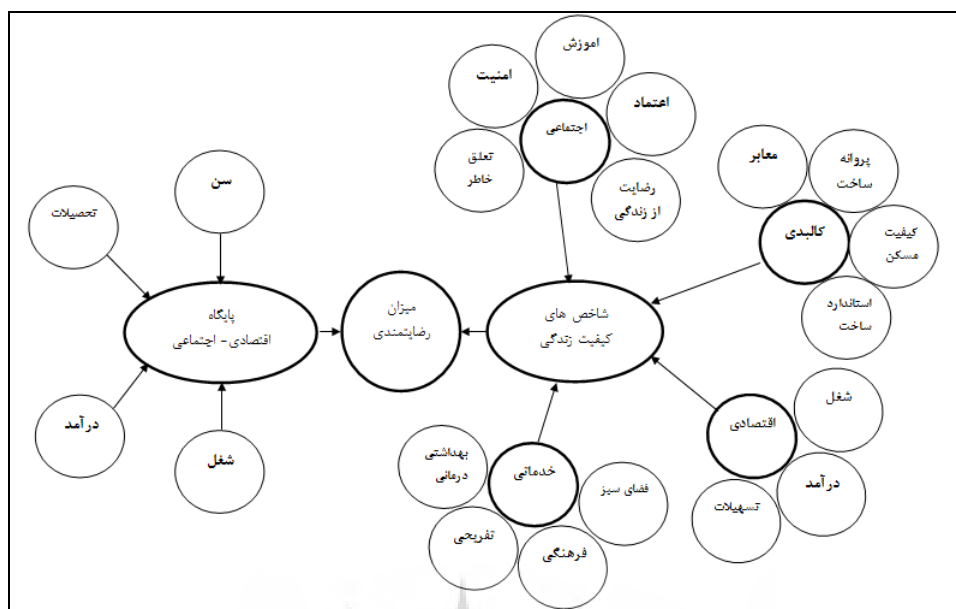 اموزش
امنیت
اعتماد
اجتماعی
تعلق
خاطر
رضایت
از زندگی
معابر
پروانه
ساخت
کالبدی
کیفیت
مسکن
استاندارد
ساخت
سن
تحصیلات
پایگاه
اقتصادی - اجتماعی
میزان
رضایتمندی
شاخص های
کیفیت زندگی
درآمد
شغل
شغل
اقتصادی
درآمد
تسهیلات
بهداشتی
درمانی
خدماتی
فضای سبز
تفریحی
فرهنگی